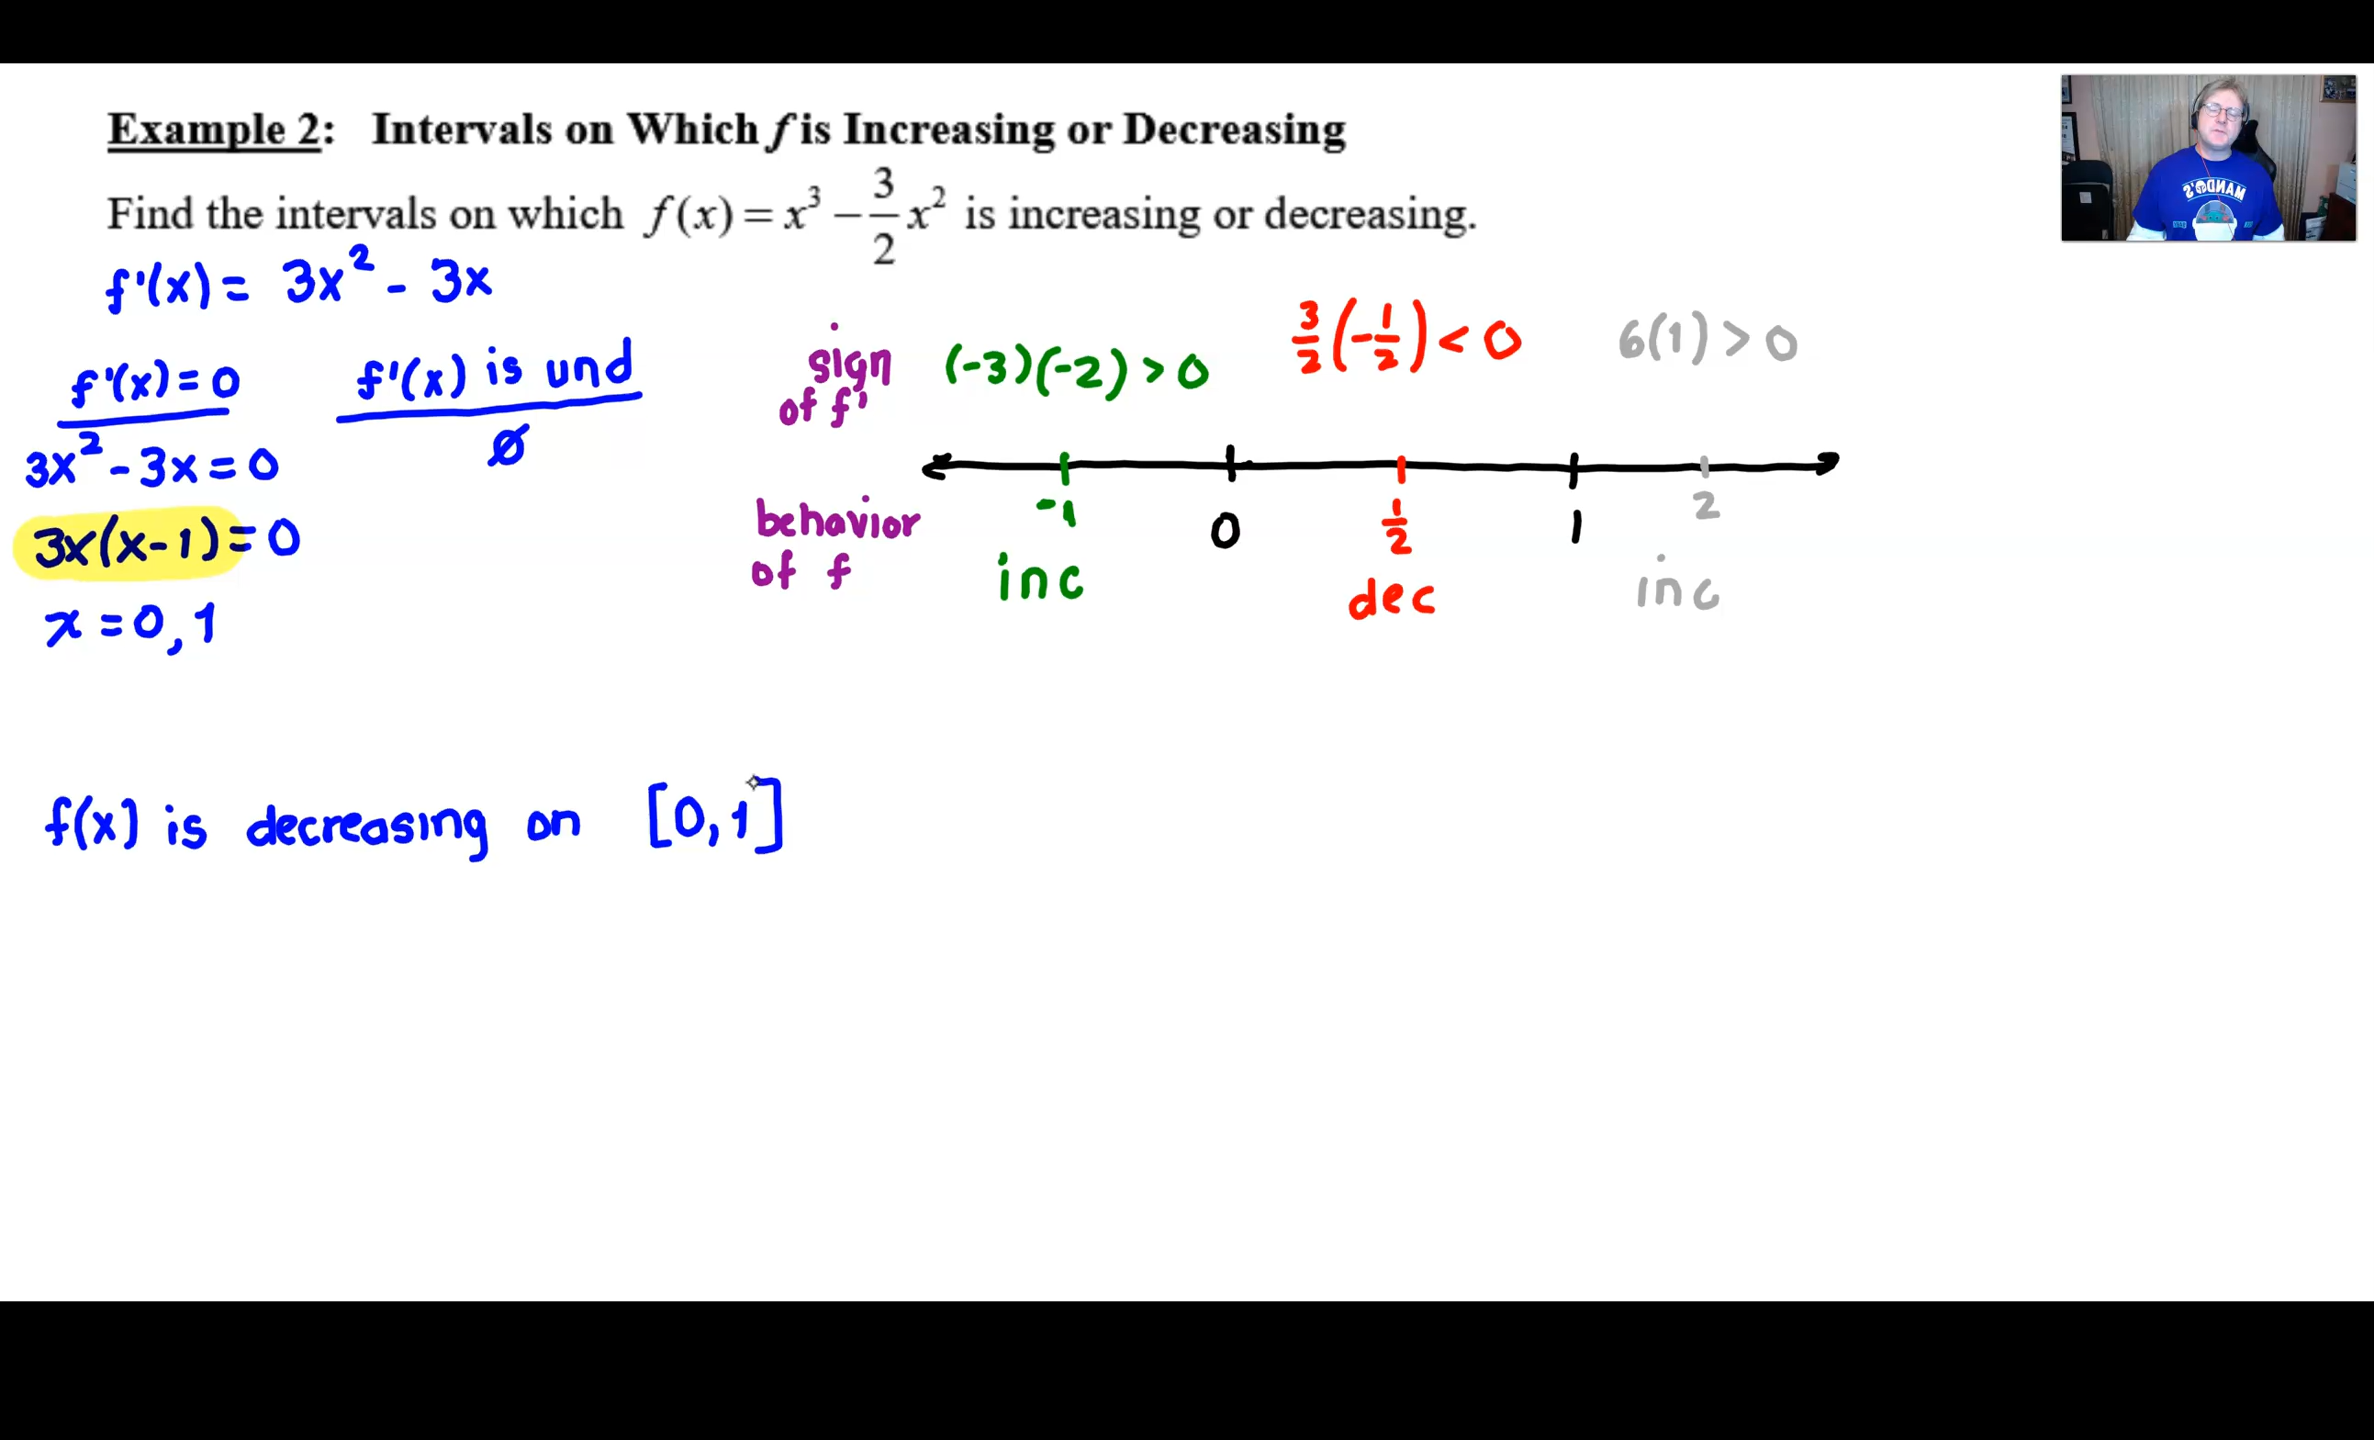 Example 2: Intervals on Which f is Increasing or Decreasing
Find the intervals on which f(x) = x³ − 3/2 x² is increasing or decreasing.
f'(x) = 3x² - 3x
f'(x) = 0
3x² - 3x = 0
3x(x-1) = 0
x = 0, 1
f'(x) is und
∅
sign of f'
(-3)(-2) > 0
3/2 (-1/2) < 0
6(1) > 0
-1 0 1/2 1 2
behavior of f
inc dec inc
f(x) is decreasing on [0, 1]
MANDO'S